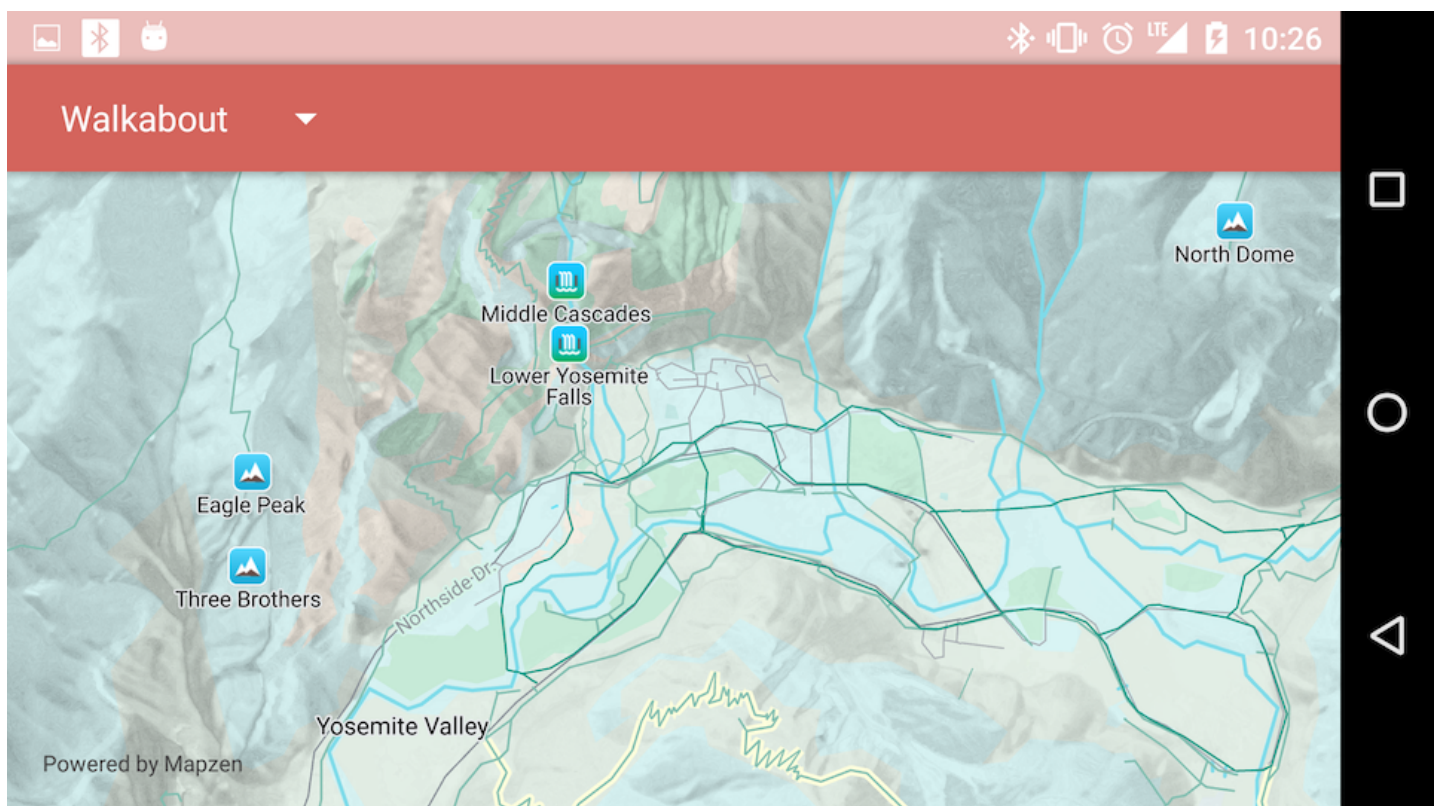 LTE 10:26
Walkabout
North Dome
Middle Cascades
Lower Yosemite
Falls
Eagle Peak
Three Brothers
Northside Dr.
Yosemite Valley
Powered by Mapzen